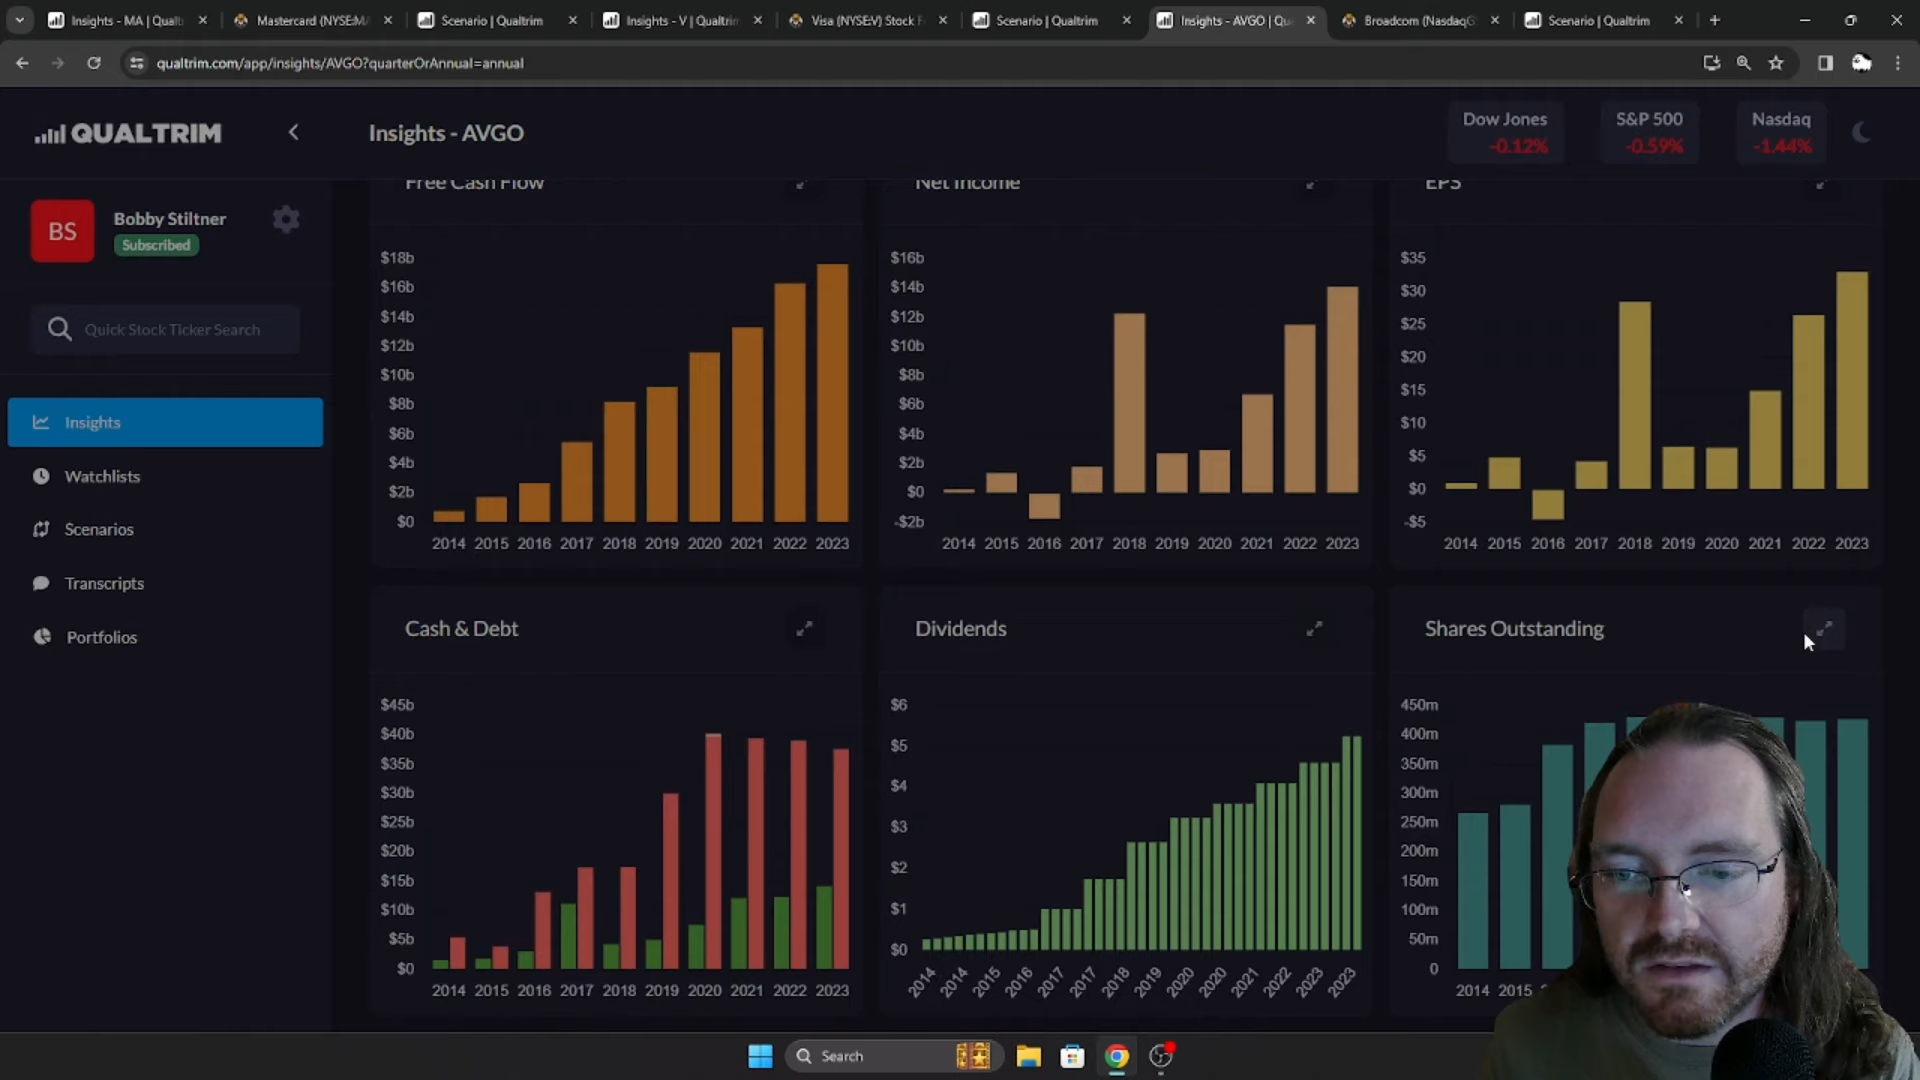 Insights - MA | Qualt
Mastercard (NYSE:MA
Scenario | Qualtrim
Insights - V | Qualtrim
Visa (NYSE:V) Stock F
Scenario | Qualtrim
Insights - AVGO | Qu
Broadcom (NasdaqG
Scenario | Qualtrim
qualtrim.com/app/insights/AVGO?quarterOrAnnual=annual
QUALTRIM
Insights - AVGO
Dow Jones
-0.12%
S&P 500
-0.59%
Nasdaq
-1.44%
BS
Bobby Stiltner
Subscribed
Quick Stock Ticker Search
Insights
Watchlists
Scenarios
Transcripts
Portfolios
Free Cash Flow
$18b
$16b
$14b
$12b
$10b
$8b
$6b
$4b
$2b
$0
2014 2015 2016 2017 2018 2019 2020 2021 2022 2023
Net Income
$16b
$14b
$12b
$10b
$8b
$6b
$4b
$2b
$0
-$2b
2014 2015 2016 2017 2018 2019 2020 2021 2022 2023
EPS
$35
$30
$25
$20
$15
$10
$5
$0
-$5
2014 2015 2016 2017 2018 2019 2020 2021 2022 2023
Cash & Debt
$45b
$40b
$35b
$30b
$25b
$20b
$15b
$10b
$5b
$0
2014 2015 2016 2017 2018 2019 2020 2021 2022 2023
Dividends
$6
$5
$4
$3
$2
$1
$0
2014 2014 2015 2016 2017 2017 2018 2019 2020 2020 2021 2022 2023 2023
Shares Outstanding
450m
400m
350m
300m
250m
200m
150m
100m
50m
0
2014 2015
Search